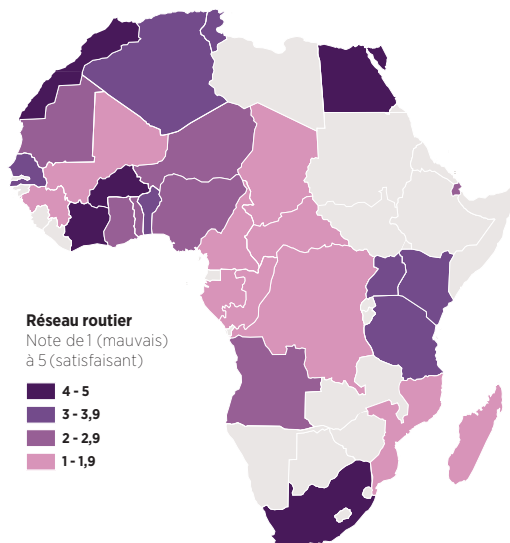 Réseau routier
Note de 1 (mauvais)
à 5 (satisfaisant)
4 - 5
3 - 3,9
2 - 2,9
1 - 1,9